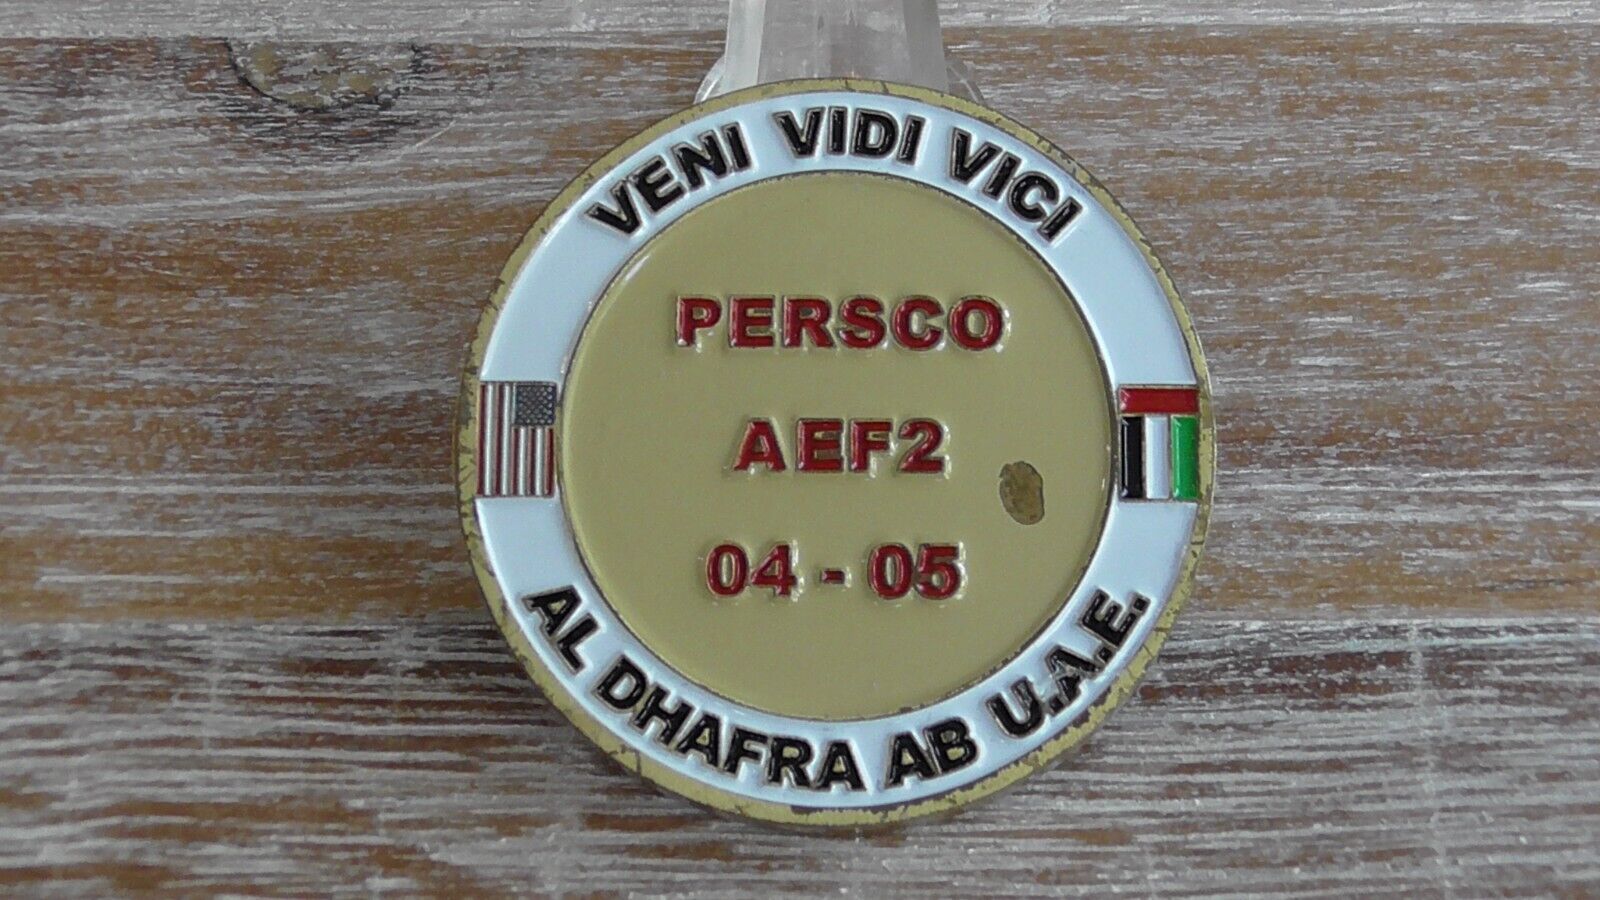 VENI VIDI VICI
PERSCO
AEF2
04 - 05
AL DHAFRA AB U.A.E.